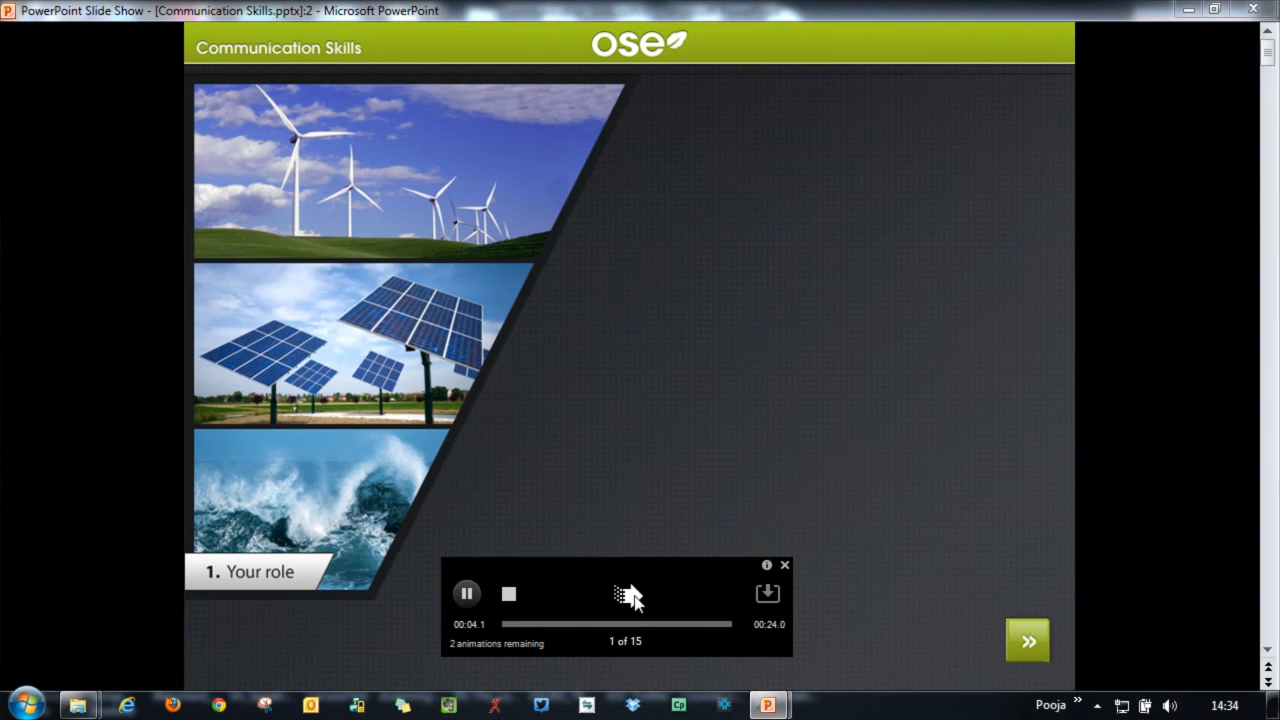 PowerPoint Slide Show - [Communication Skills.pptx]:2 - Microsoft PowerPoint
Communication Skills
ose
1. Your role
00:04.1
00:24.0
2 animations remaining
1 of 15
Pooja
14:34